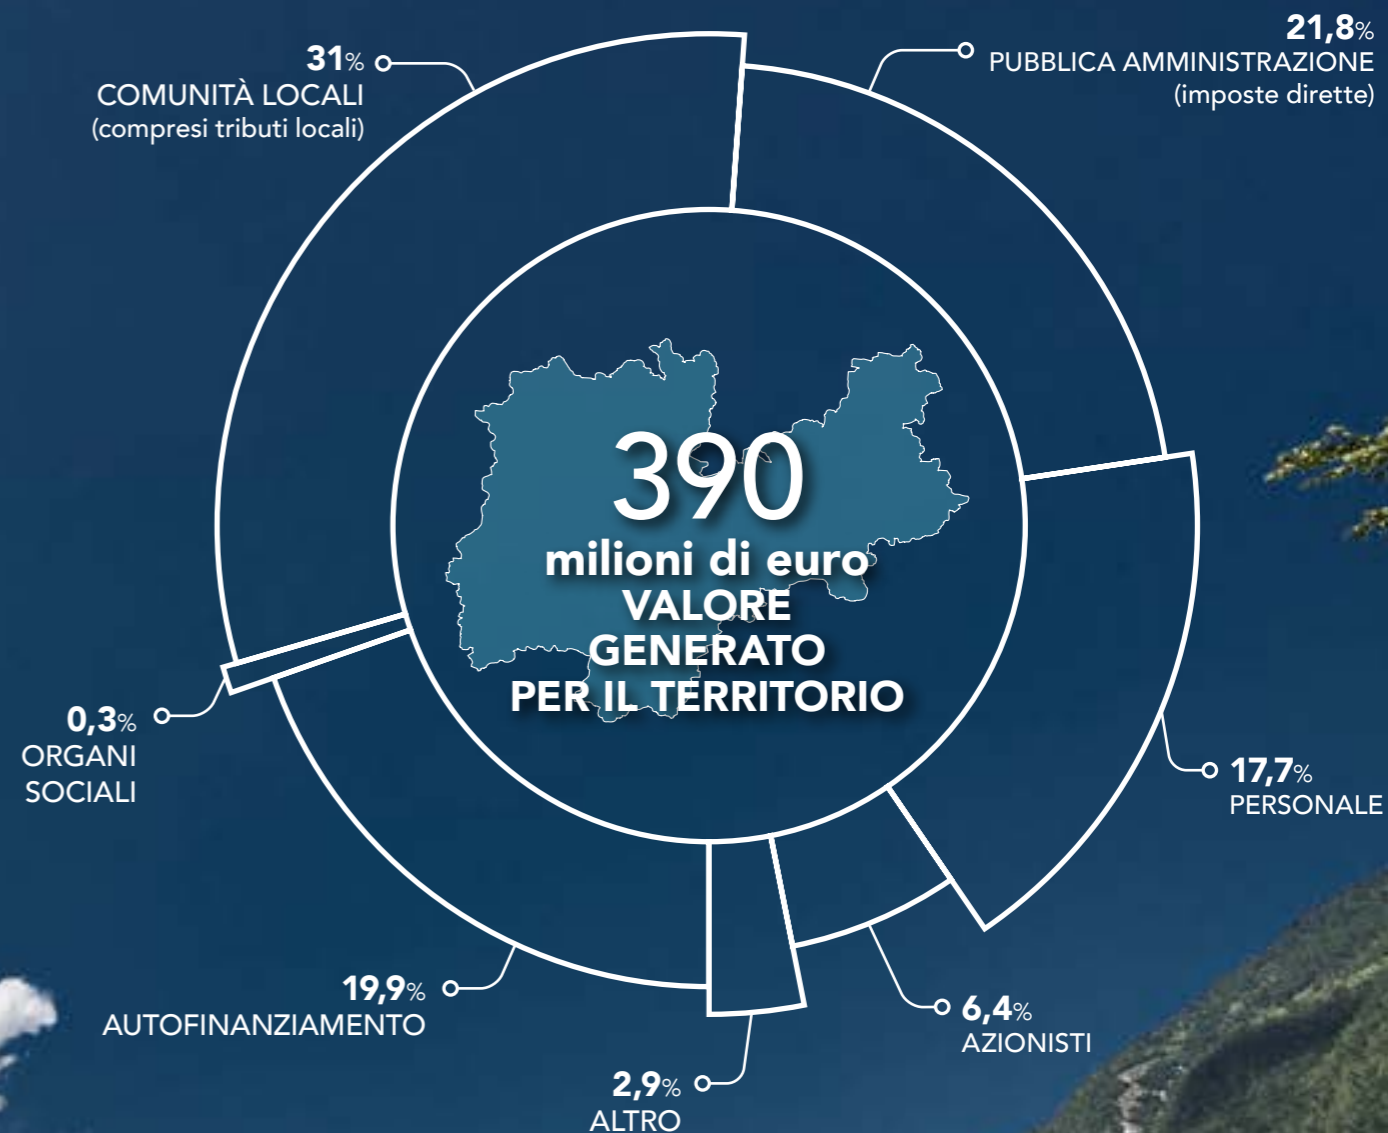 31%
COMUNITÀ LOCALI
(compresi tributi locali)
21,8%
PUBBLICA AMMINISTRAZIONE
(imposte dirette)
390
milioni di euro
VALORE
GENERATO
PER IL TERRITORIO
0,3%
ORGANI
SOCIALI
17,7%
PERSONALE
19,9%
AUTOFINANZIAMENTO
6,4%
AZIONISTI
2,9%
ALTRO